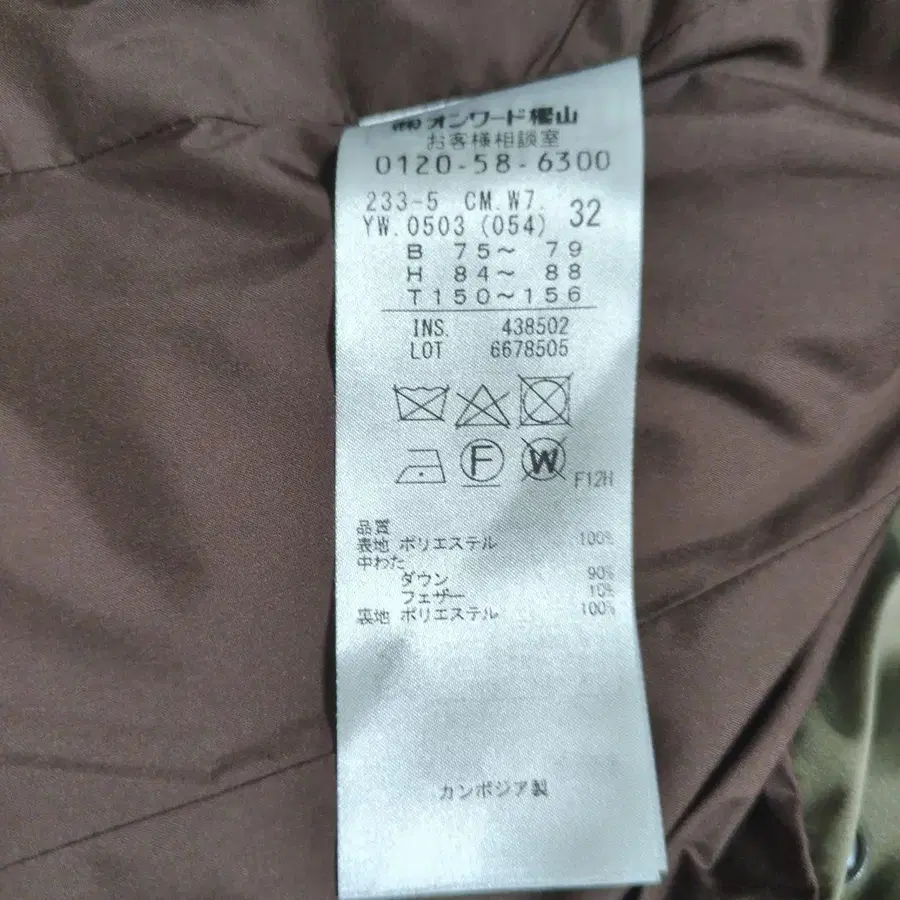 ㈱オンワード樫山
お客様相談室
0120-58-6300
233-5 CM.W7. 32
YW.0503 (054)
B 75～ 79
H 84～ 88
T150～156
INS. 438502
LOT 6678505
F W F12H
品質
表地 ポリエステル 100%
中わた
ダウン 90%
フェザー 10%
裏地 ポリエステル 100%
カンボジア製